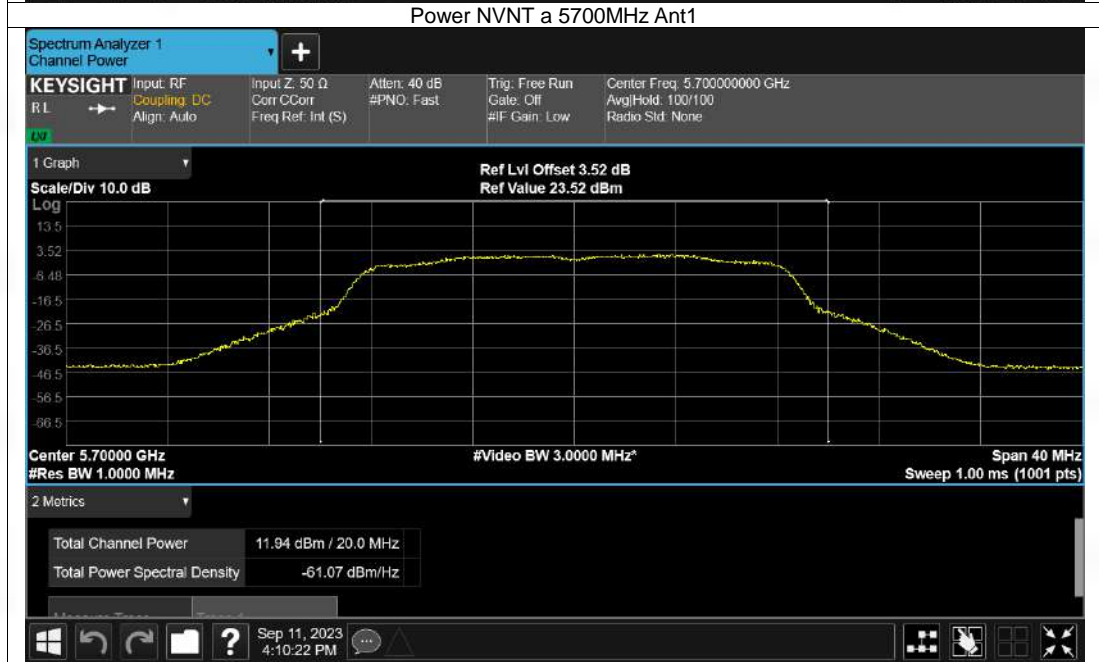 Power NVNT a 5700MHz Ant1
Spectrum Analyzer 1
Channel Power
+
KEYSIGHT
R L
LXI
Input: RF
Coupling: DC
Align: Auto
Input Z: 50 Ω
Corr CCorr
Freq Ref: Int (S)
Atten: 40 dB
#PNO: Fast
Trig: Free Run
Gate: Off
#IF Gain: Low
Center Freq: 5.700000000 GHz
Avg|Hold: 100/100
Radio Std: None
1 Graph
Scale/Div 10.0 dB
Ref Lvl Offset 3.52 dB
Ref Value 23.52 dBm
Log
13.5
3.52
-6.48
-16.5
-26.5
-36.5
-46.5
-56.5
-66.5
Center 5.70000 GHz
#Video BW 3.0000 MHz*
Span 40 MHz
#Res BW 1.0000 MHz
Sweep 1.00 ms (1001 pts)
2 Metrics
Total Channel Power 11.94 dBm / 20.0 MHz
Total Power Spectral Density -61.07 dBm/Hz
?
Sep 11, 2023
4:10:22 PM